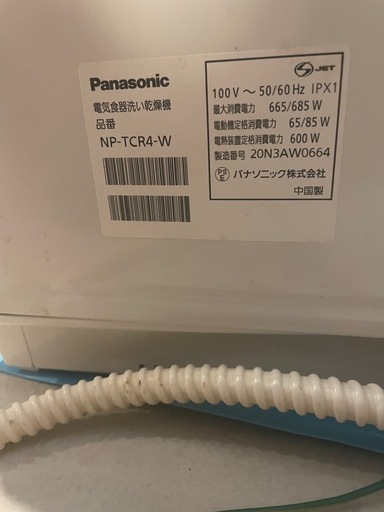 Panasonic
電気食器洗い乾燥機
品番
NP-TCR4-W
JET
100V～50/60Hz IPX1
最大消費電力 665/685W
電動機定格消費電力 65/85W
電熱装置定格消費電力 600W
製造番号 20N3AW0664
PSE パナソニック株式会社
中国製